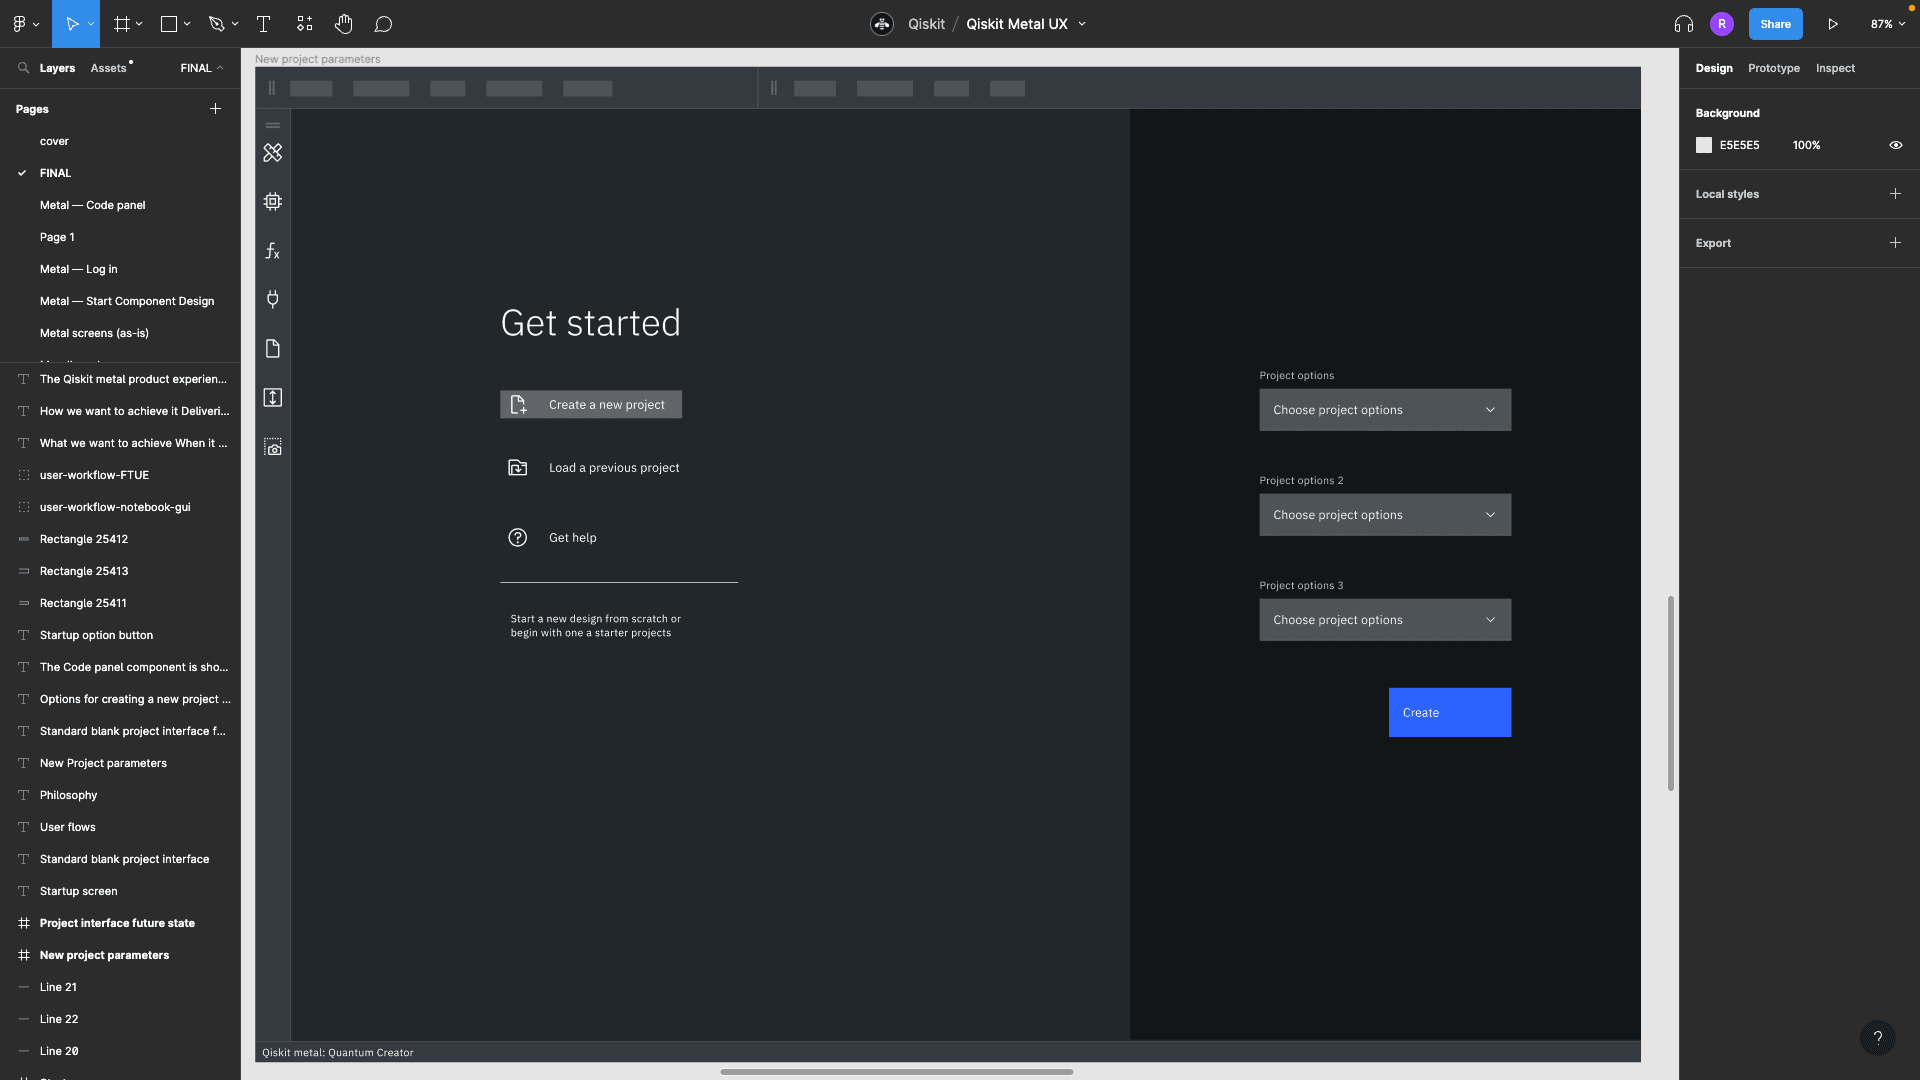 Qiskit / Qiskit Metal UX
R
Share
87%
Layers
Assets
FINAL
Pages
cover
FINAL
Metal — Code panel
Page 1
Metal — Log in
Metal — Start Component Design
Metal screens (as-is)
The Qiskit metal product experien...
How we want to achieve it Deliveri...
What we want to achieve When it ...
user-workflow-FTUE
user-workflow-notebook-gui
Rectangle 25412
Rectangle 25413
Rectangle 25411
Startup option button
The Code panel component is sho...
Options for creating a new project ...
Standard blank project interface f...
New Project parameters
Philosophy
User flows
Standard blank project interface
Startup screen
Project interface future state
New project parameters
Line 21
Line 22
Line 20
New project parameters
Get started
Create a new project
Load a previous project
Get help
Start a new design from scratch or
begin with one a starter projects
Project options
Choose project options
Project options 2
Choose project options
Project options 3
Choose project options
Create
Qiskit metal: Quantum Creator
Design
Prototype
Inspect
Background
E5E5E5
100%
Local styles
Export
?